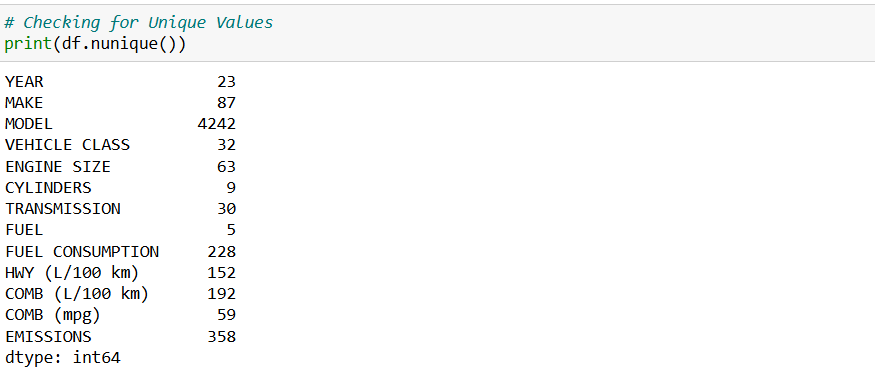 # Checking for Unique Values
print(df.nunique())
YEAR 23
MAKE 87
MODEL 4242
VEHICLE CLASS 32
ENGINE SIZE 63
CYLINDERS 9
TRANSMISSION 30
FUEL 5
FUEL CONSUMPTION 228
HWY (L/100 km) 152
COMB (L/100 km) 192
COMB (mpg) 59
EMISSIONS 358
dtype: int64